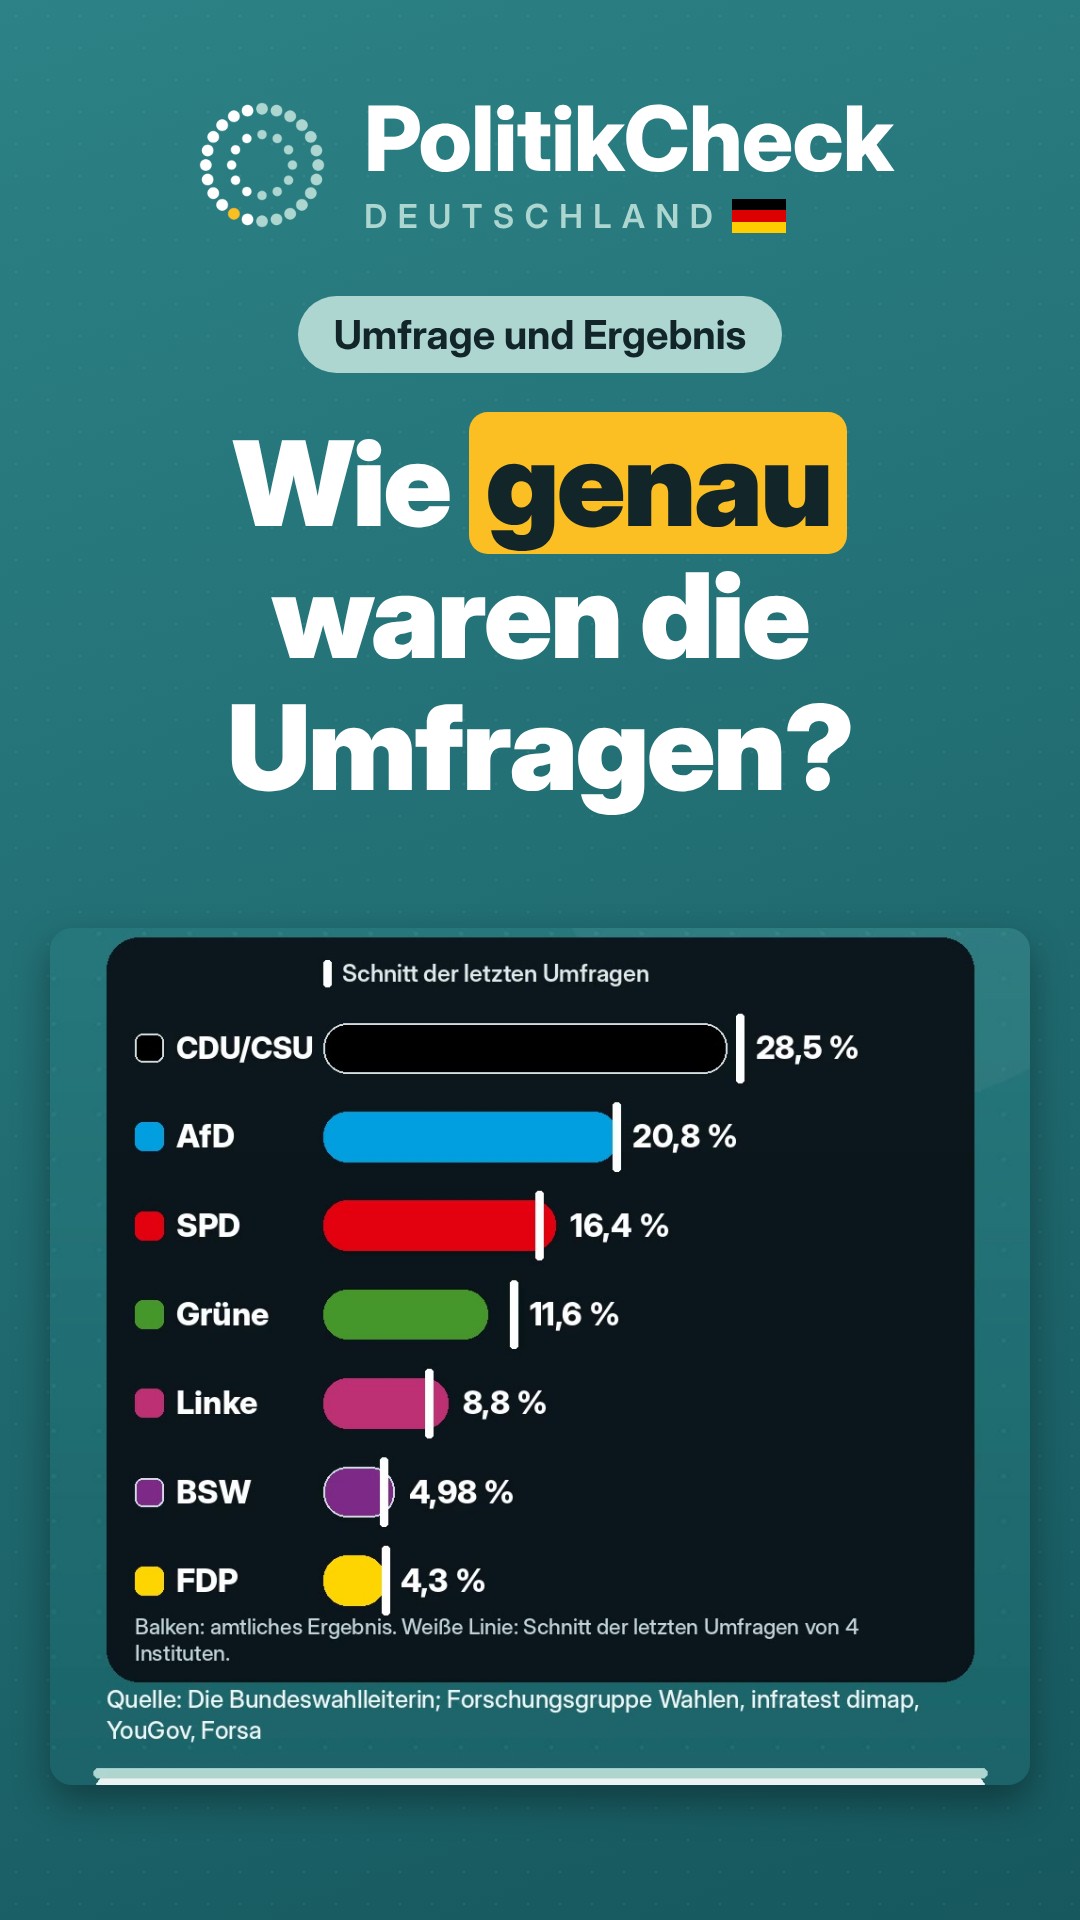 PolitikCheck
DEUTSCHLAND
Umfrage und Ergebnis
Wie genau
waren die
Umfragen?
Schnitt der letzten Umfragen
CDU/CSU 28,5 %
AfD 20,8 %
SPD 16,4 %
Grüne 11,6 %
Linke 8,8 %
BSW 4,98 %
FDP 4,3 %
Balken: amtliches Ergebnis. Weiße Linie: Schnitt der letzten Umfragen von 4
Instituten.
Quelle: Die Bundeswahlleiterin; Forschungsgruppe Wahlen, infratest dimap,
YouGov, Forsa